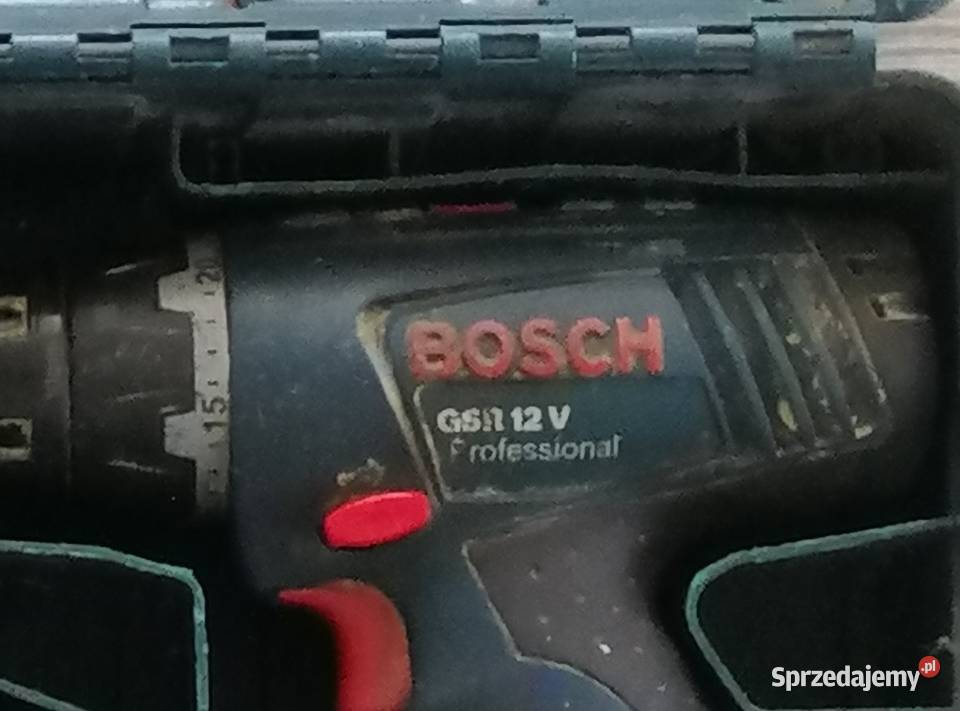 20
15
BOSCH
GSR 12 V
Professional
Sprzedajemy.pl